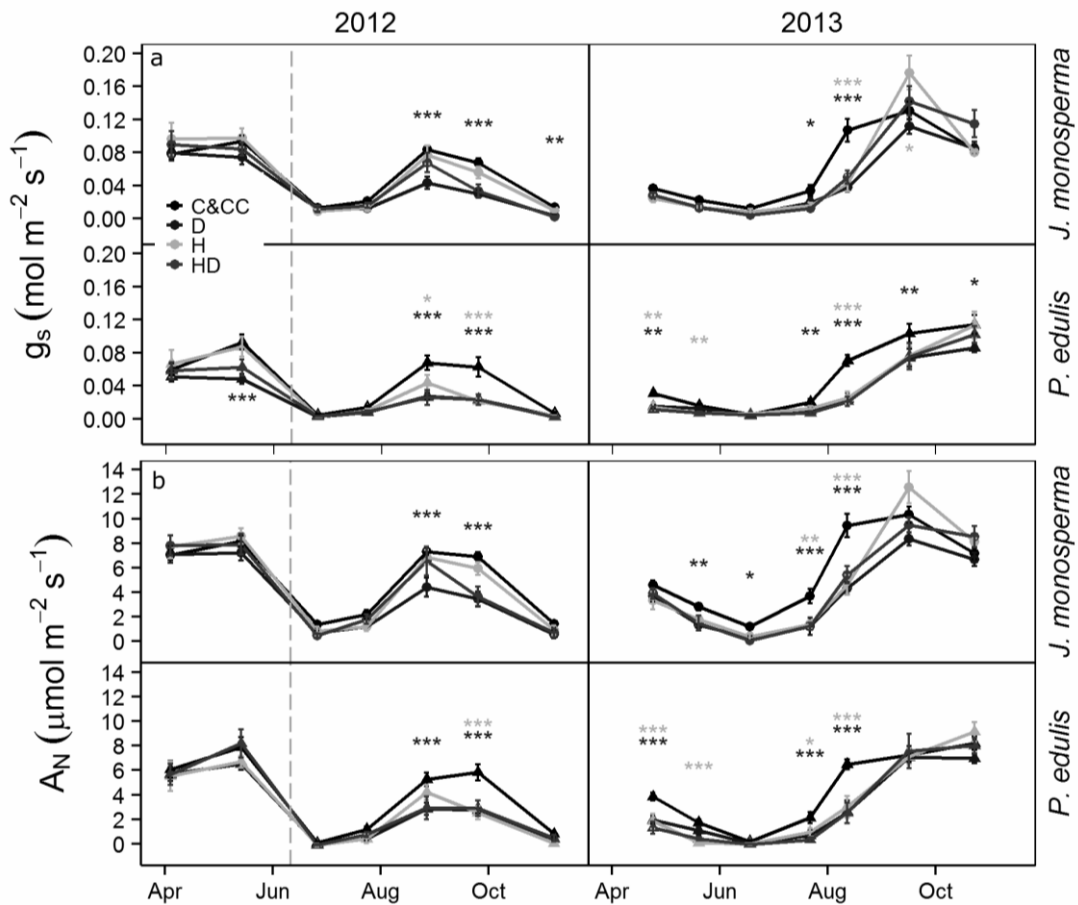 2012 2013
a
0.20
0.16
0.12
0.08
0.04
0.00
*** *** **
* *** *** *
C&CC
D
H
HD
J. monosperma
gs (mol m−2 s−1)
0.20
0.16
0.12
0.08
0.04
0.00
*** * *** *** ***
** ** ** ** *** *** ** *
P. edulis
b
14
12
10
8
6
4
2
0
*** ***
** * ** *** *** ***
J. monosperma
AN (μmol m−2 s−1)
14
12
10
8
6
4
2
0
*** *** ***
*** *** *** * *** *** ***
P. edulis
Apr Jun Aug Oct Apr Jun Aug Oct